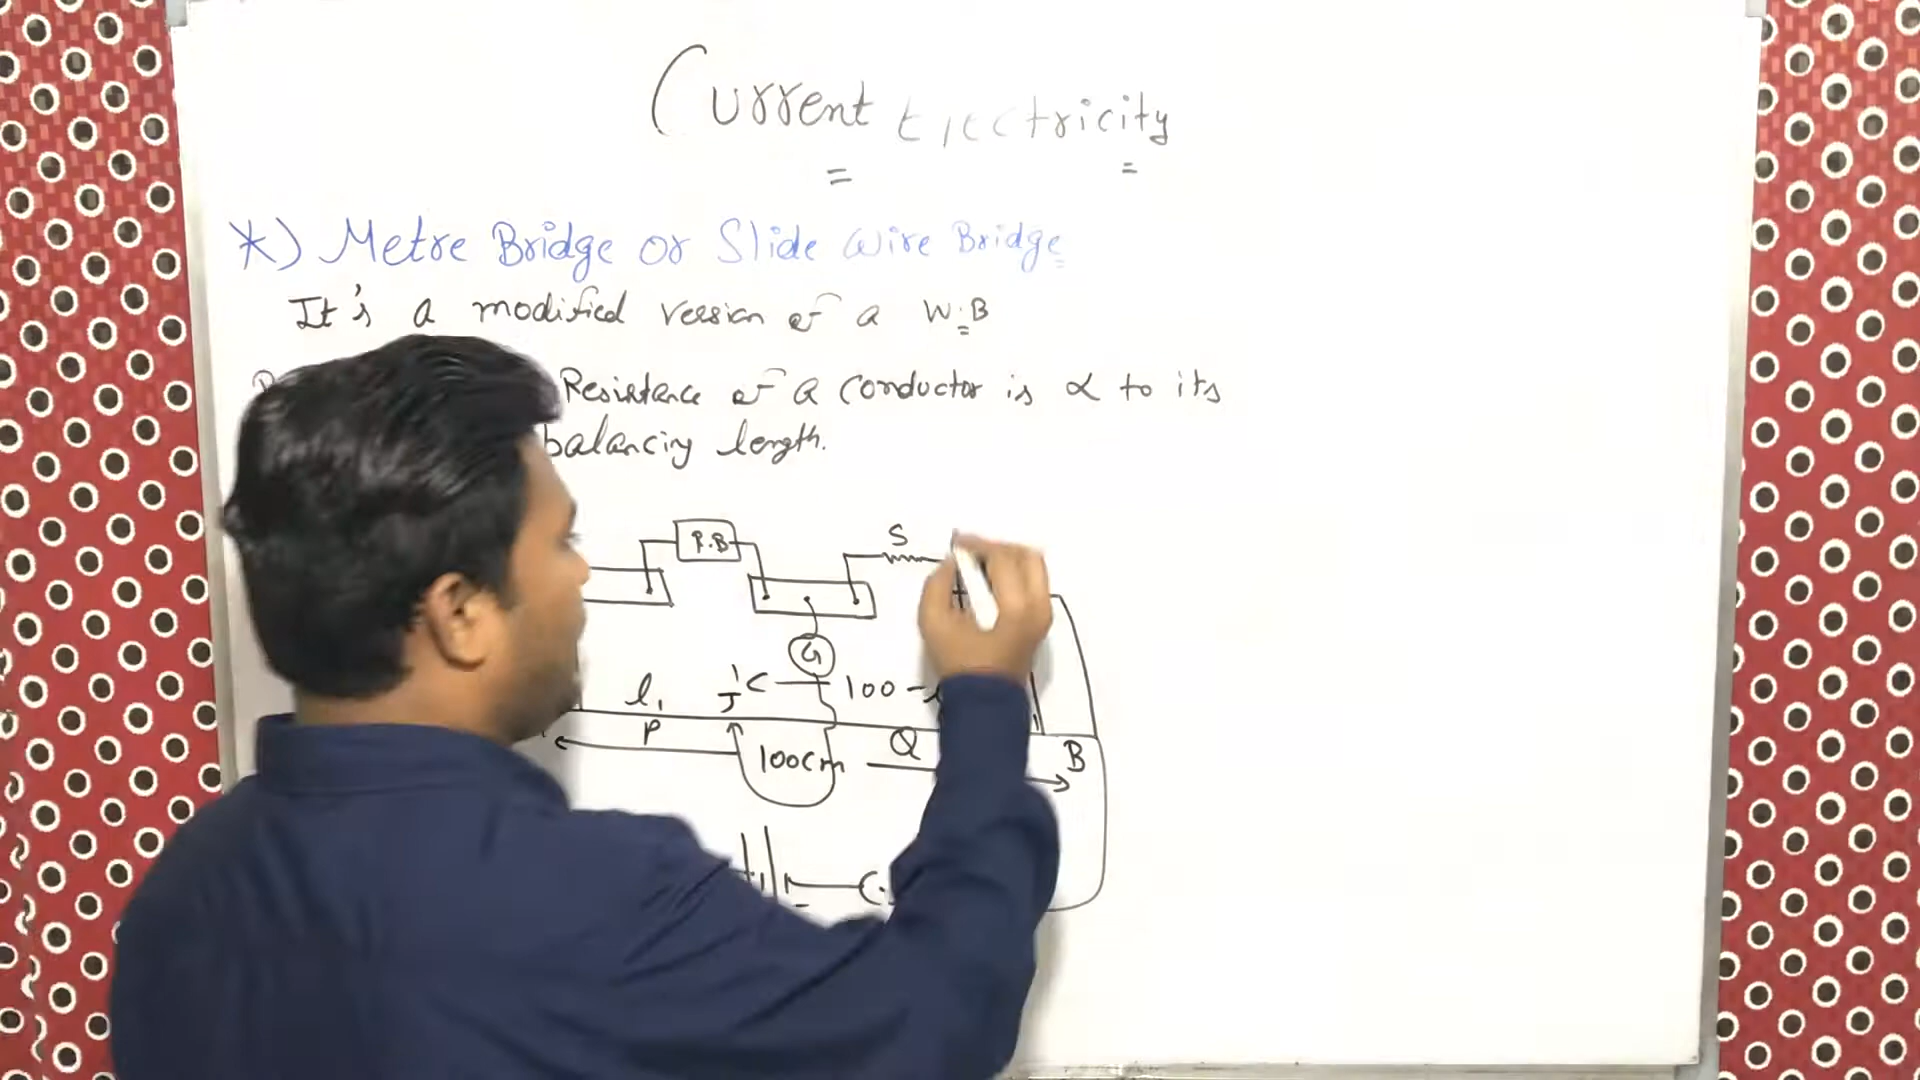 Current Electricity
*) Metre Bridge or Slide Wire Bridge
It's a modified version of a W.B
Resistance of a Conductor is ∝ to its
balancing length.
R.B
S
G
l₁
J
C
100 -
P
100cm
Q
B